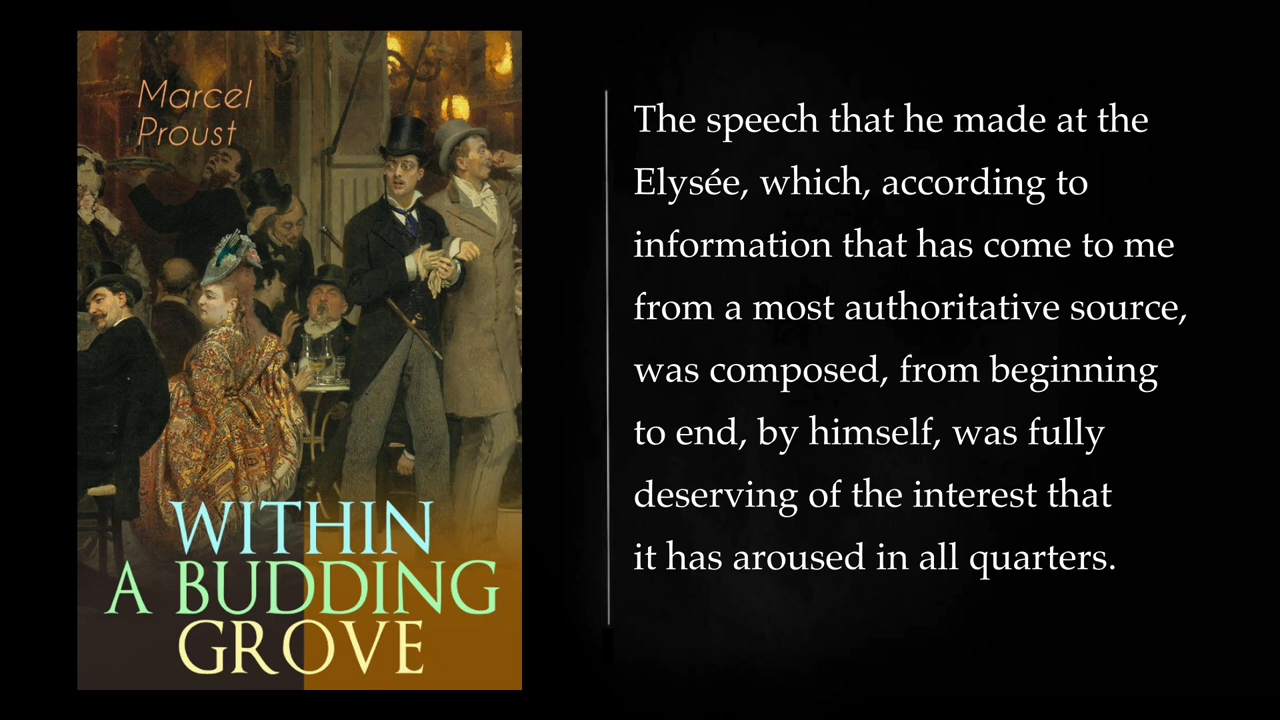 Marcel
Proust
WITHIN
A BUDDING
GROVE
The speech that he made at the
Elysée, which, according to
information that has come to me
from a most authoritative source,
was composed, from beginning
to end, by himself, was fully
deserving of the interest that
it has aroused in all quarters.